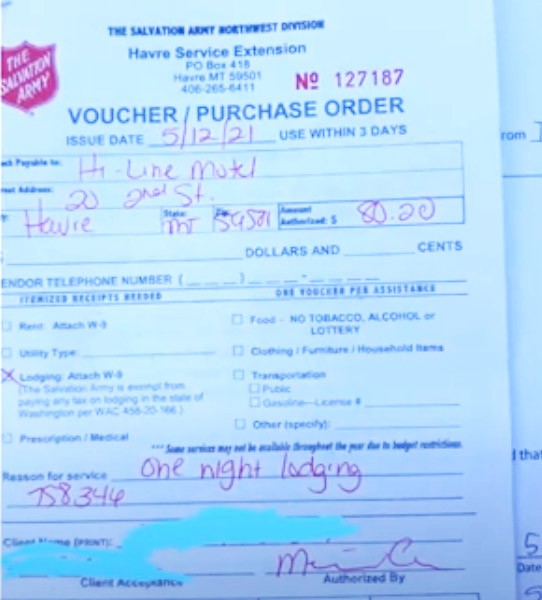 THE SALVATION ARMY NORTHWEST DIVISION
THE SALVATION ARMY
Havre Service Extension
PO Box 418
Havre MT 59501
406-265-6411
Nº 127187
VOUCHER / PURCHASE ORDER
ISSUE DATE 5/12/21 USE WITHIN 3 DAYS
Payable to: Hi-Line Motel
Address: 20 2nd St.
Havre State: MT 59501 Amount Authorized: $ 80.20
DOLLARS AND CENTS
ENDOR TELEPHONE NUMBER ( ) -
ITEMIZED RECEIPTS NEEDED ONE VOUCHER PER ASSISTANCE
Rent: Attach W-9
Food - NO TOBACCO, ALCOHOL or LOTTERY
Utility Type:
Clothing / Furniture / Household Items
X Lodging: Attach W-9
(The Salvation Army is exempt from
paying any tax on lodging in the state of
Washington per WAC 458-20-166.)
Transportation
Public
Gasoline—License #
Other (specify):
Prescription / Medical
*** Some services may not be available throughout the year due to budget restrictions.
Reason for service one night lodging
758346
Client Name (PRINT):
Client Acceptance Authorized By
rom
d that
5
Date